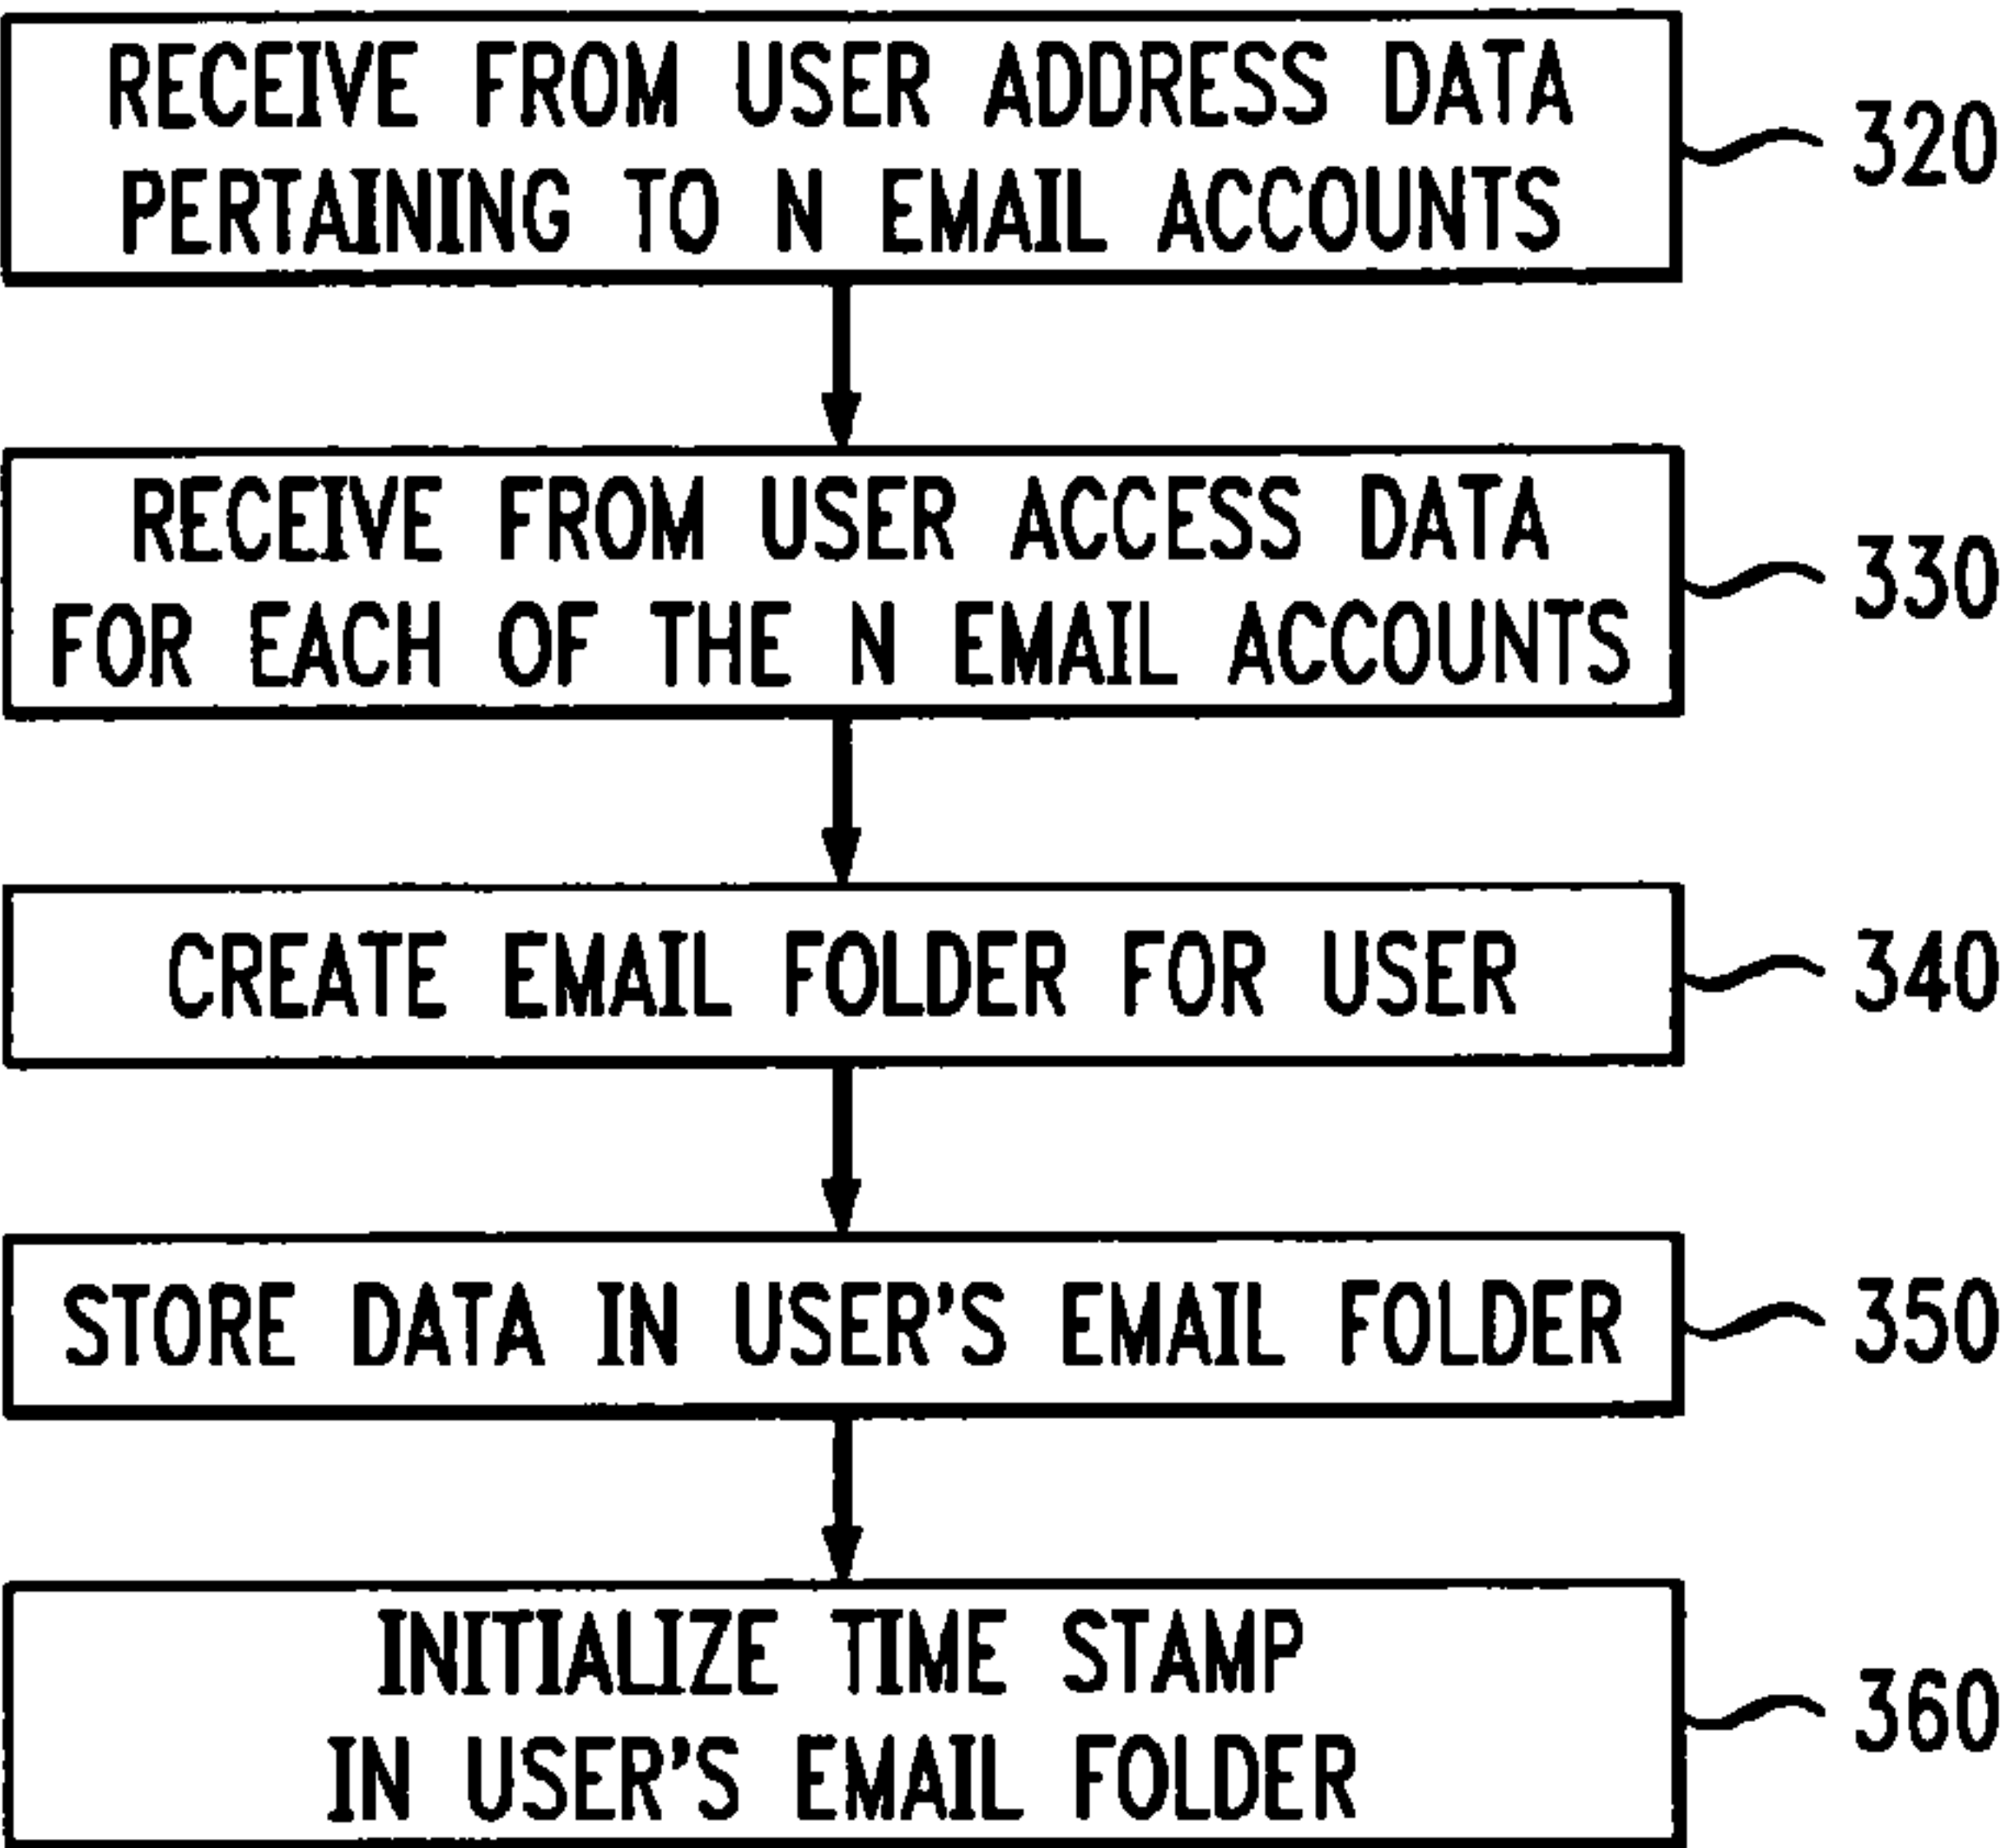 RECEIVE FROM USER ADDRESS DATA
PERTAINING TO N EMAIL ACCOUNTS
320
RECEIVE FROM USER ACCESS DATA
FOR EACH OF THE N EMAIL ACCOUNTS
330
CREATE EMAIL FOLDER FOR USER
340
STORE DATA IN USER'S EMAIL FOLDER
350
INITIALIZE TIME STAMP
IN USER'S EMAIL FOLDER
360